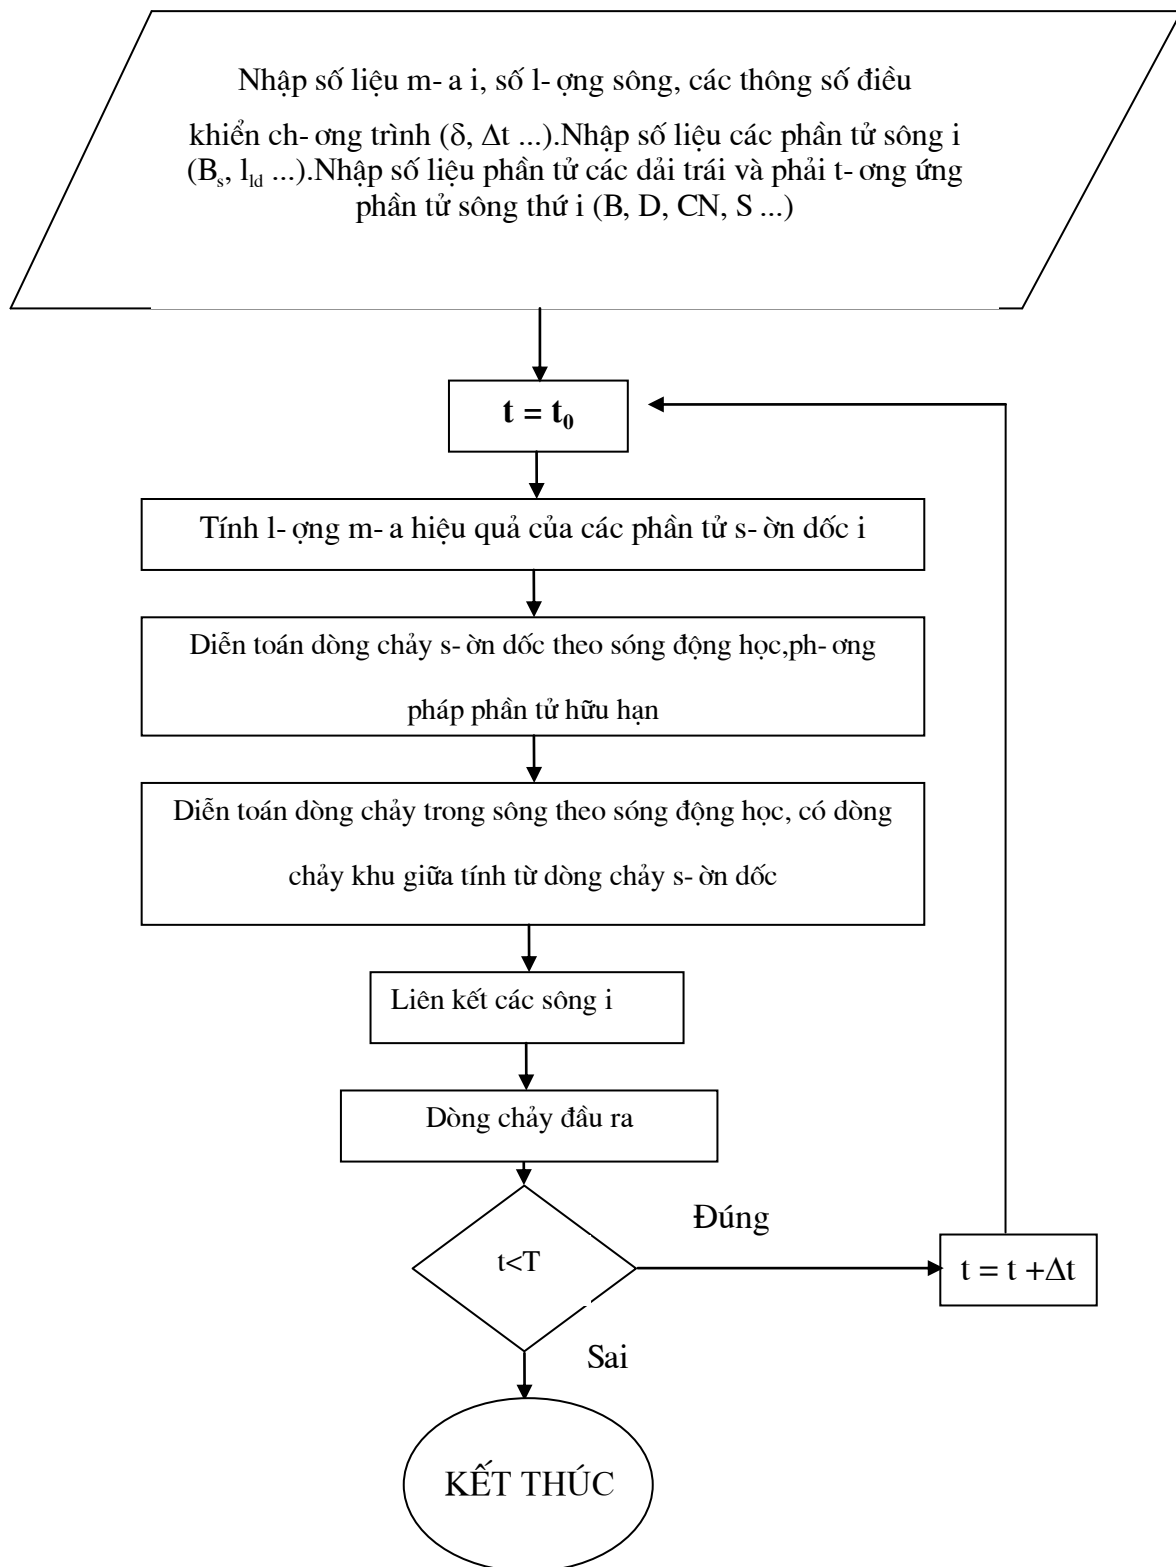 Nhập số liệu m- a i, số l- ợng sông, các thông số điều
khiển ch- ơng trình (δ, Δt ...).Nhập số liệu các phần tử sông i
(Bs, lld ...).Nhập số liệu phần tử các dải trái và phải t- ơng ứng
phần tử sông thứ i (B, D, CN, S ...)
t = t0
Tính l- ợng m- a hiệu quả của các phần tử s- ờn dốc i
Diễn toán dòng chảy s- ờn dốc theo sóng động học,ph- ơng
pháp phần tử hữu hạn
Diễn toán dòng chảy trong sông theo sóng động học, có dòng
chảy khu giữa tính từ dòng chảy s- ờn dốc
Liên kết các sông i
Dòng chảy đầu ra
Đúng
t<T
t = t +Δt
Sai
KẾT THÚC